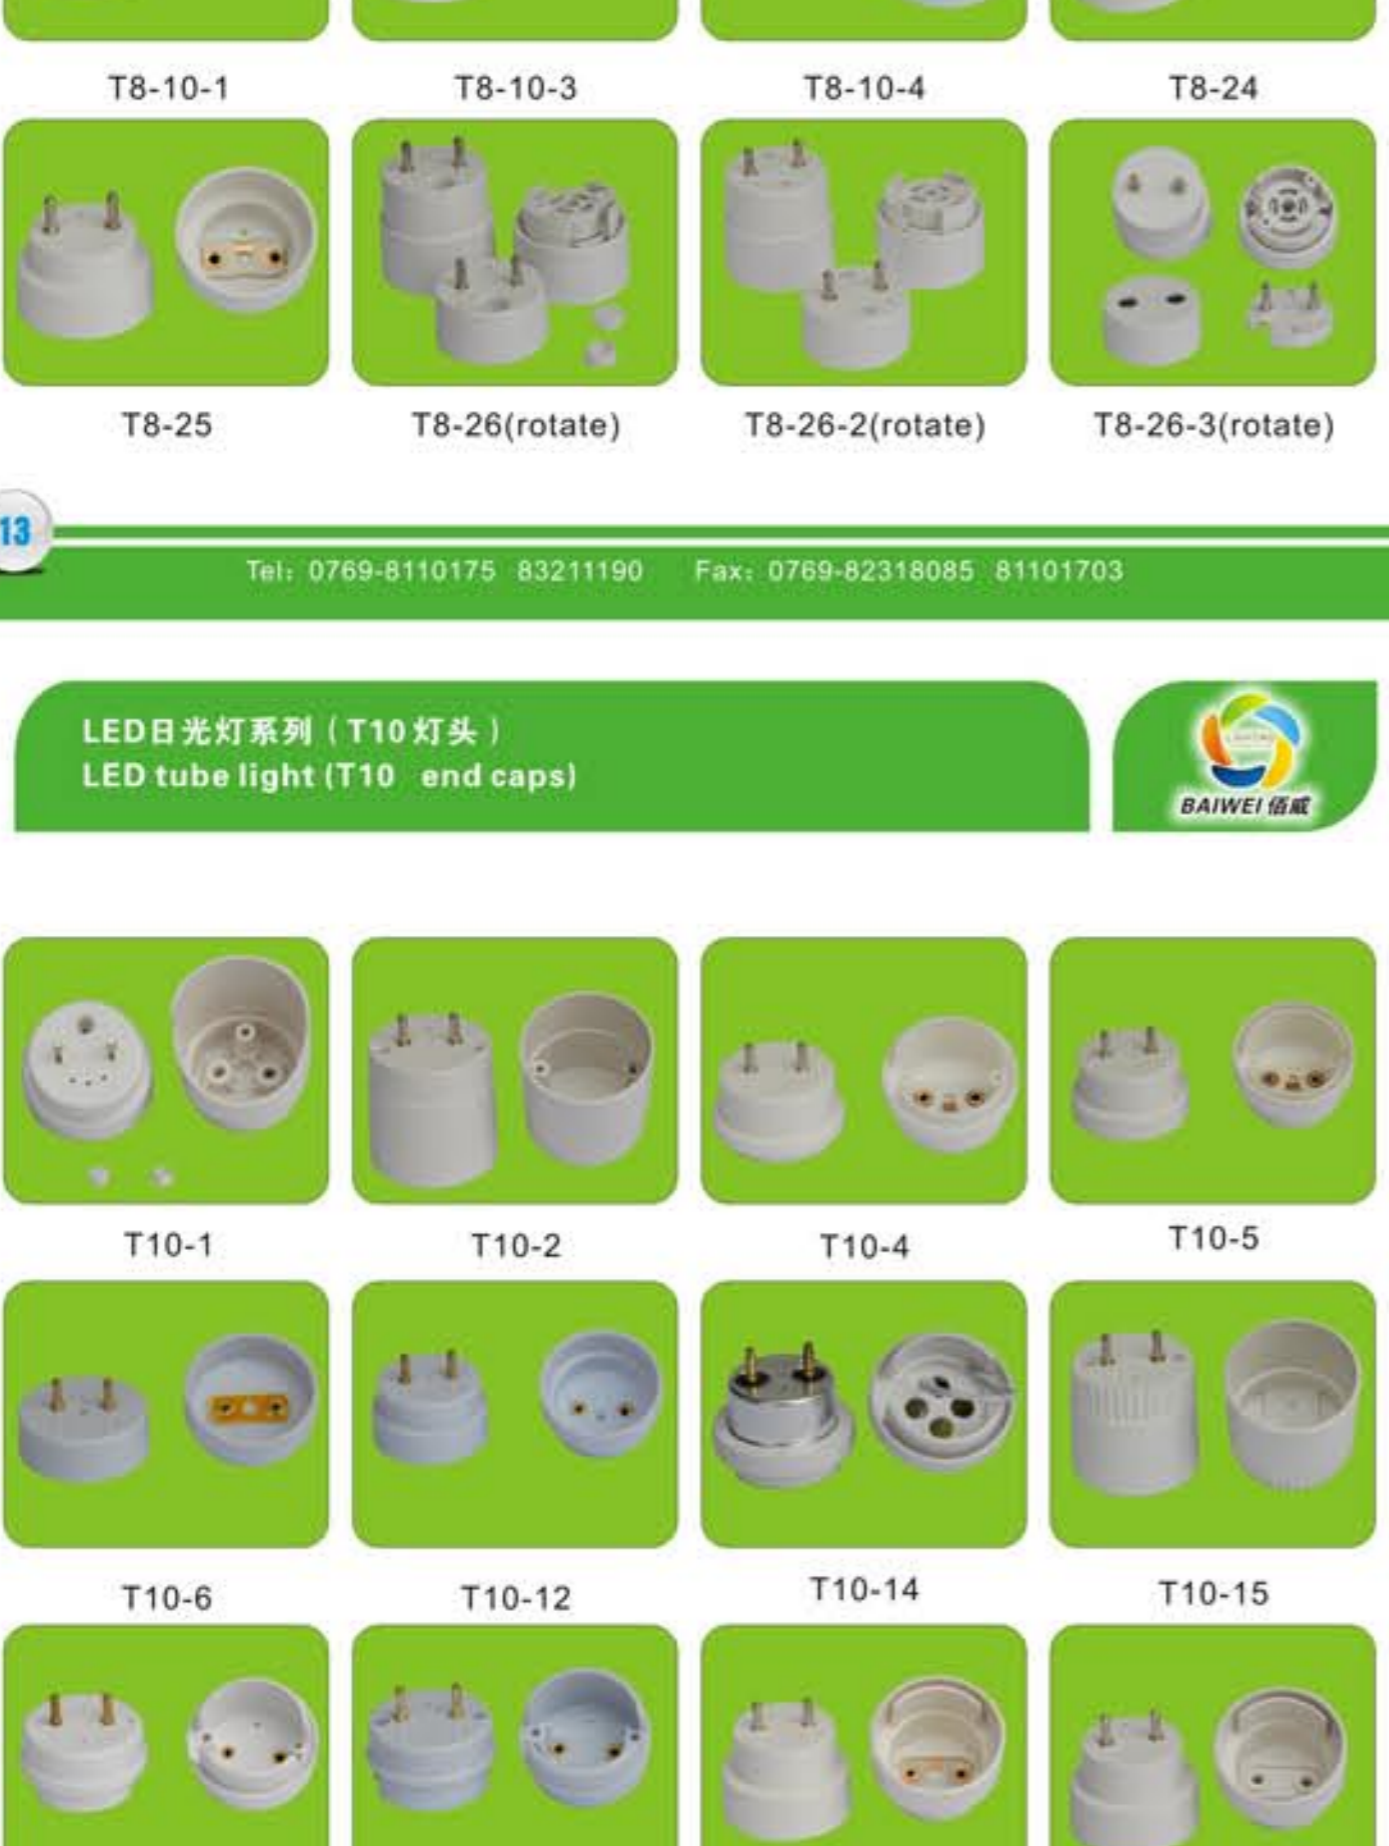 T8-10-1 T8-10-3 T8-10-4 T8-24
T8-25 T8-26(rotate) T8-26-2(rotate) T8-26-3(rotate)
13
Tel: 0769-8110175 83211190 Fax: 0769-82318085 81101703
LED日光灯系列（T10灯头）
LED tube light (T10 end caps)
BAIWEI 佰威
T10-1 T10-2 T10-4 T10-5
T10-6 T10-12 T10-14 T10-15